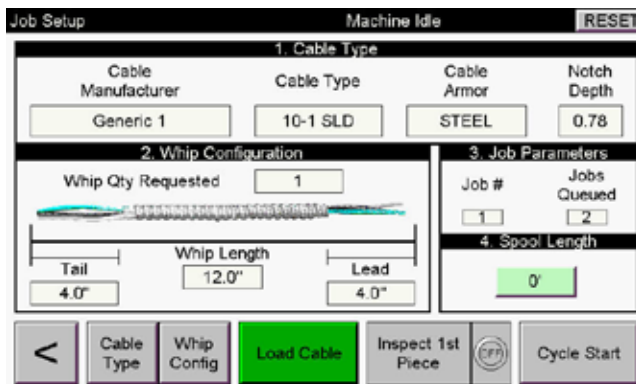 Job Setup Machine Idle RESET
1. Cable Type
Cable Manufacturer
Cable Type
Cable Armor
Notch Depth
Generic 1
10-1 SLD
STEEL
0.78
2. Whip Configuration
Whip Qty Requested 1
Whip Length
12.0"
Tail
4.0"
Lead
4.0"
3. Job Parameters
Job #
Jobs Queued
1
2
4. Spool Length
0'
<
Cable Type
Whip Config
Load Cable
Inspect 1st Piece
OFF
Cycle Start